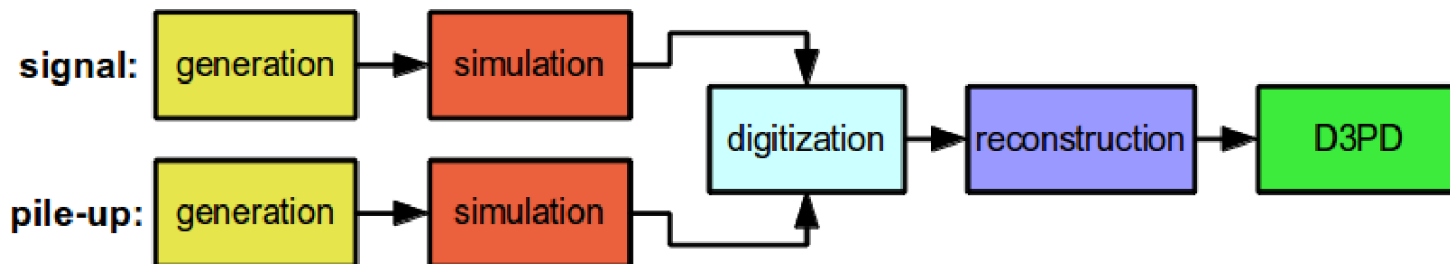 signal: generation simulation
digitization reconstruction D3PD
pile-up: generation simulation